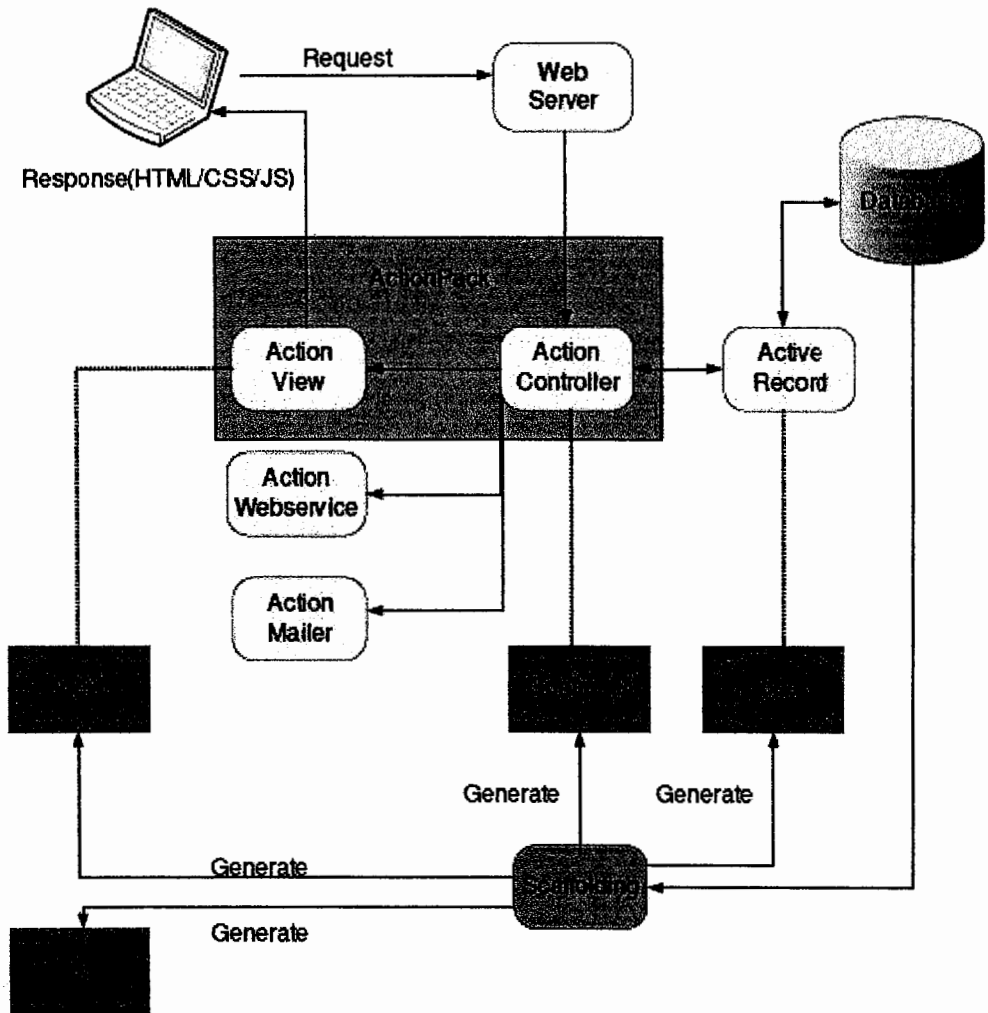 Request
Web
Server
Response(HTML/CSS/JS)
Database
ActionPack
Action
View
Action
Controller
Active
Record
Action
Webservice
Action
Mailer
Generate
Generate
Generate
Scaffolding
Generate